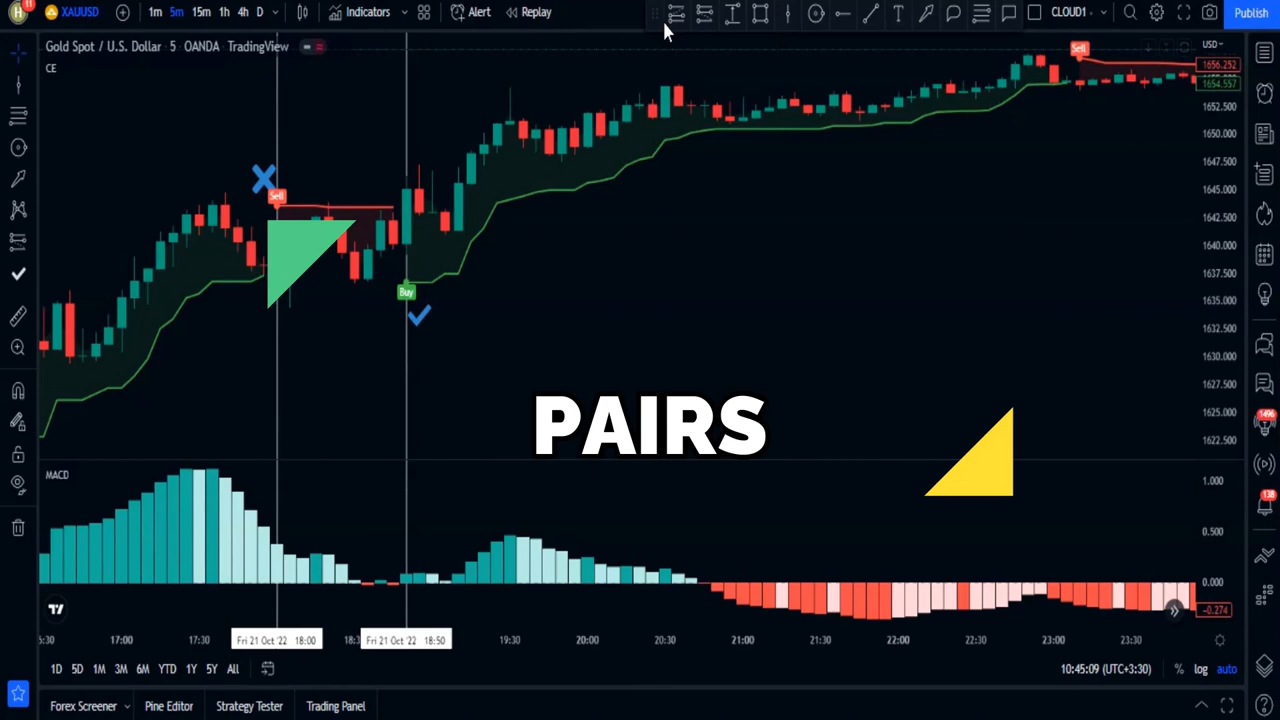 H 11 XAUUSD 1m 5m 15m 1h 4h D Indicators Alert Replay CLOUD1 Publish
Gold Spot / U.S. Dollar 5 OANDA TradingView
CE
USD
1656.252
1654.557
1652.500
1650.000
1647.500
1645.000
1642.500
1640.000
1637.500
1635.000
1632.500
1630.000
1627.500
1625.000
1622.500
Sell
Sell
Buy
PAIRS
MACD
1.000
0.500
0.000
-0.274
1496
138
17:00 17:30 Fri 21 Oct '22 18:00 Fri 21 Oct '22 18:50 19:30 20:00 20:30 21:00 21:30 22:00 22:30 23:00 23:30
1D 5D 1M 3M 6M YTD 1Y 5Y All 10:45:09 (UTC+3:30) % log auto
Forex Screener Pine Editor Strategy Tester Trading Panel